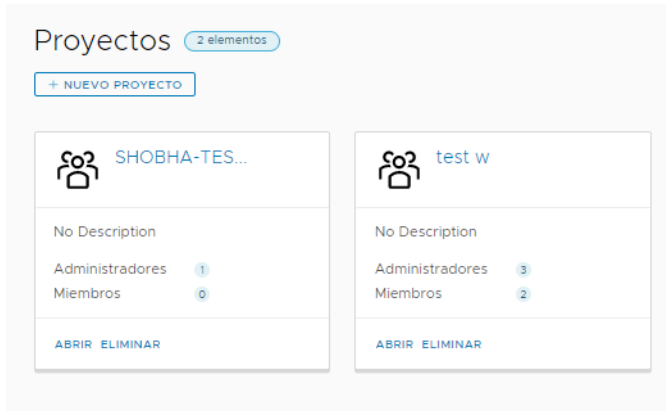 Proyectos 2 elementos
+ NUEVO PROYECTO
SHOBHA-TES...
No Description
Administradores 1
Miembros 0
ABRIR ELIMINAR
test w
No Description
Administradores 3
Miembros 2
ABRIR ELIMINAR